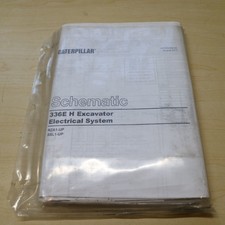 CATERPILLAR
Schematic
336E H Excavator
Electrical System